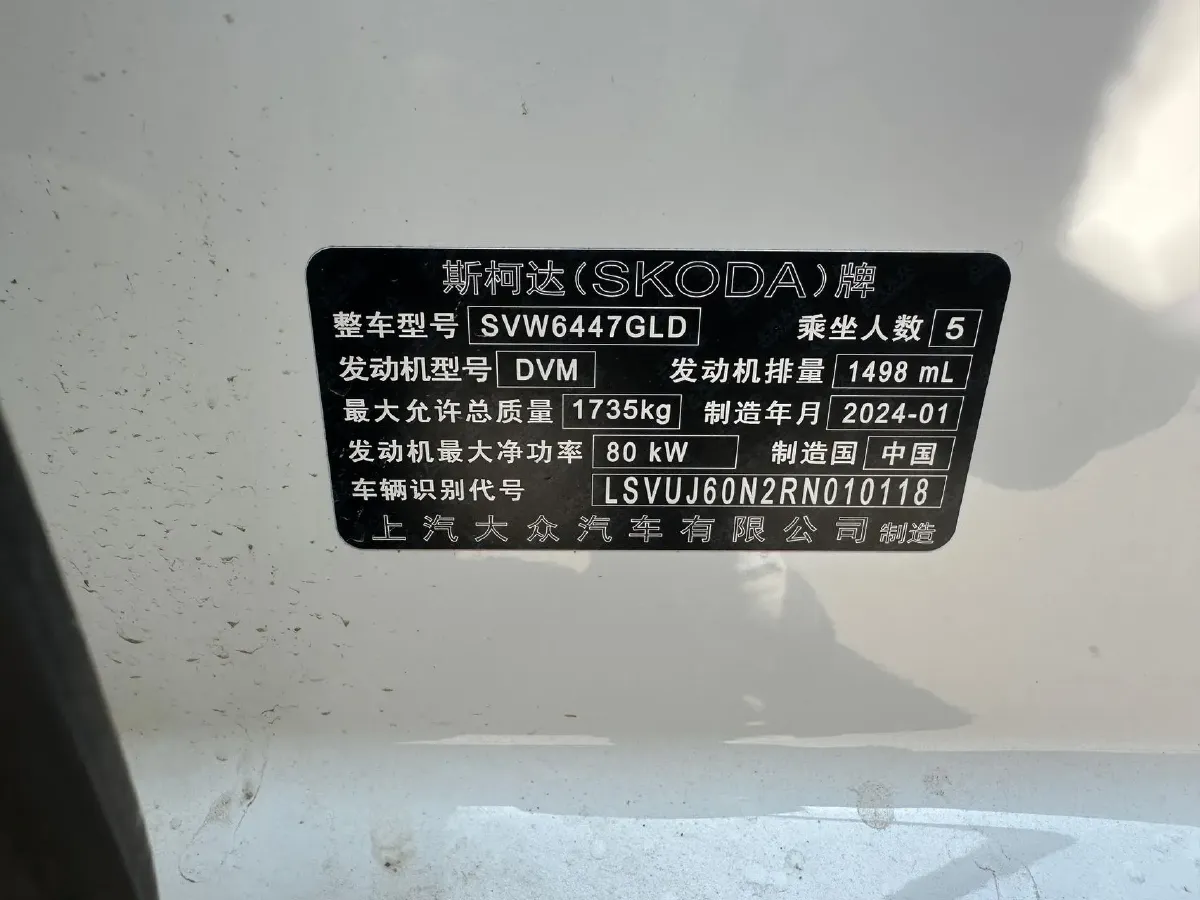 斯柯达(SKODA)牌
整车型号 SVW6447GLD 乘坐人数 5
发动机型号 DVM 发动机排量 1498 mL
最大允许总质量 1735kg 制造年月 2024-01
发动机最大净功率 80 kW 制造国 中国
车辆识别代号 LSVUJ60N2RN010118
上汽大众汽车有限公司 制造